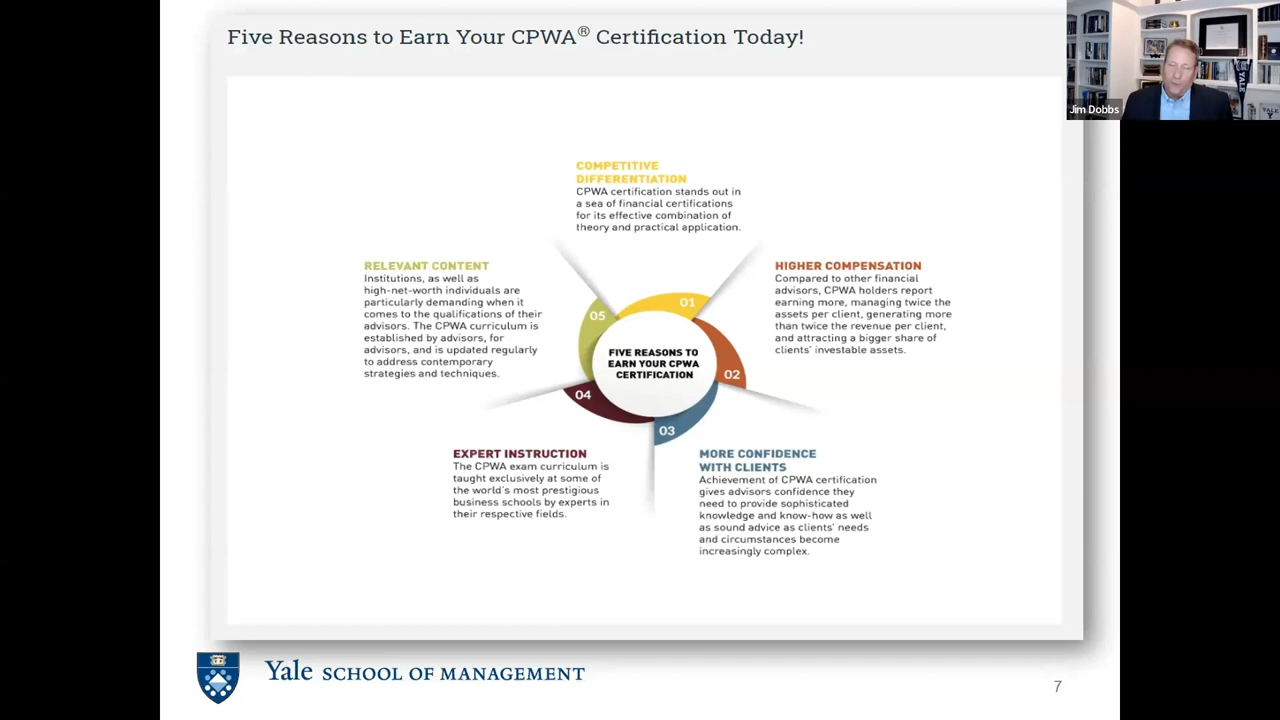 Five Reasons to Earn Your CPWA® Certification Today!
Jim Dobbs
YALE
YALE
COMPETITIVE
DIFFERENTIATION
CPWA certification stands out in
a sea of financial certifications
for its effective combination of
theory and practical application.
HIGHER COMPENSATION
Compared to other financial
advisors, CPWA holders report
earning more, managing twice the
assets per client, generating more
than twice the revenue per client,
and attracting a bigger share of
clients' investable assets.
MORE CONFIDENCE
WITH CLIENTS
Achievement of CPWA certification
gives advisors confidence they
need to provide sophisticated
knowledge and know-how as well
as sound advice as clients' needs
and circumstances become
increasingly complex.
EXPERT INSTRUCTION
The CPWA exam curriculum is
taught exclusively at some of
the world's most prestigious
business schools by experts in
their respective fields.
RELEVANT CONTENT
Institutions, as well as
high-net-worth individuals are
particularly demanding when it
comes to the qualifications of their
advisors. The CPWA curriculum is
established by advisors, for
advisors, and is updated regularly
to address contemporary
strategies and techniques.
01
02
03
04
05
FIVE REASONS TO
EARN YOUR CPWA
CERTIFICATION
Yale SCHOOL OF MANAGEMENT
7